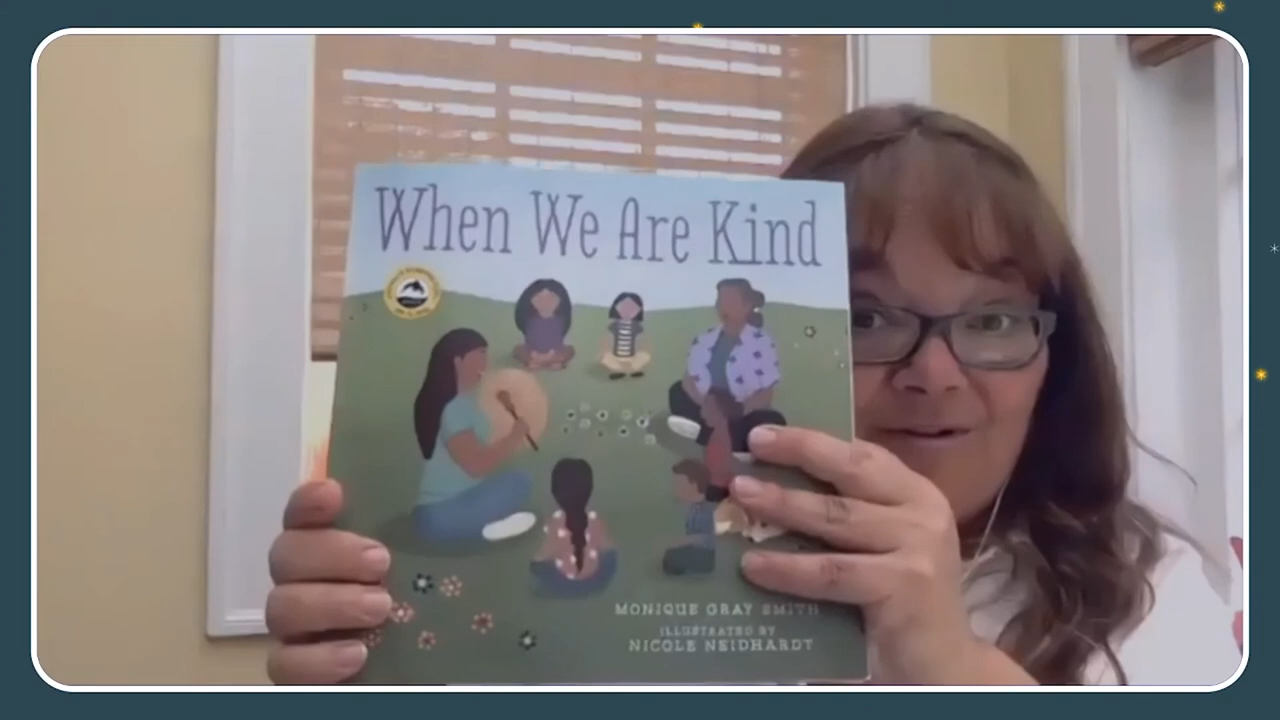 When We Are Kind
MONIQUE GRAY SMITH
ILLUSTRATED BY
NICOLE NEIDHARDT